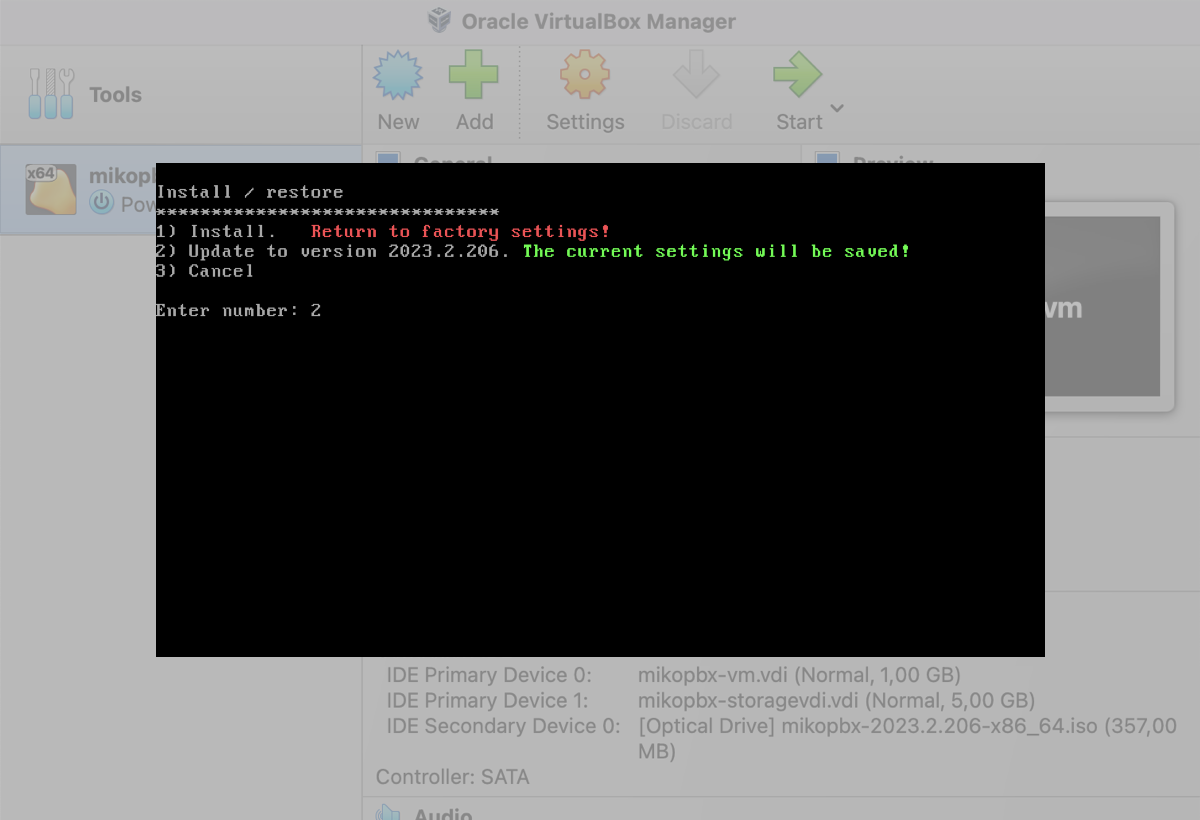 Oracle VirtualBox Manager
Tools
New
Add
Settings
Discard
Start
General
Preview
x64
Install / restore
*******************************
1) Install.   Return to factory settings!
2) Update to version 2023.2.206. The current settings will be saved!
3) Cancel
Enter number: 2
IDE Primary Device 0: mikopbx-vm.vdi (Normal, 1,00 GB)
IDE Primary Device 1: mikopbx-storagevdi.vdi (Normal, 5,00 GB)
IDE Secondary Device 0: [Optical Drive] mikopbx-2023.2.206-x86_64.iso (357,00
MB)
Controller: SATA
Audio